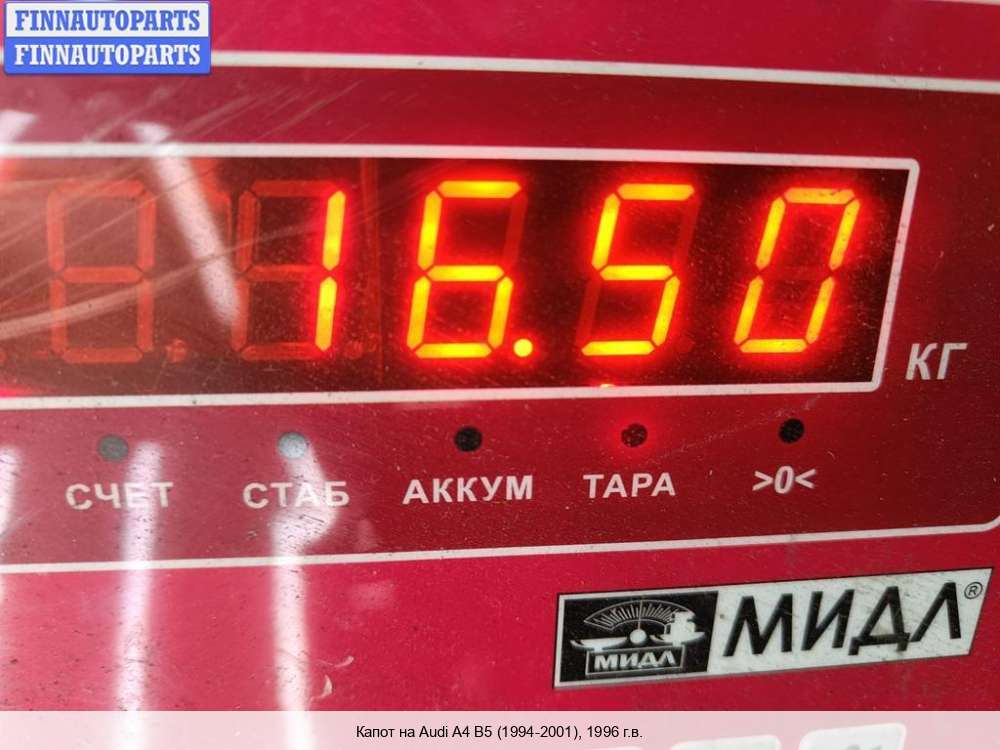 FINNAUTOPARTS
FINNAUTOPARTS
16.50
КГ
СЧЕТ СТАБ АККУМ ТАРА >0<
МИДЛ МИДЛ®
Капот на Audi A4 B5 (1994-2001), 1996 г.в.